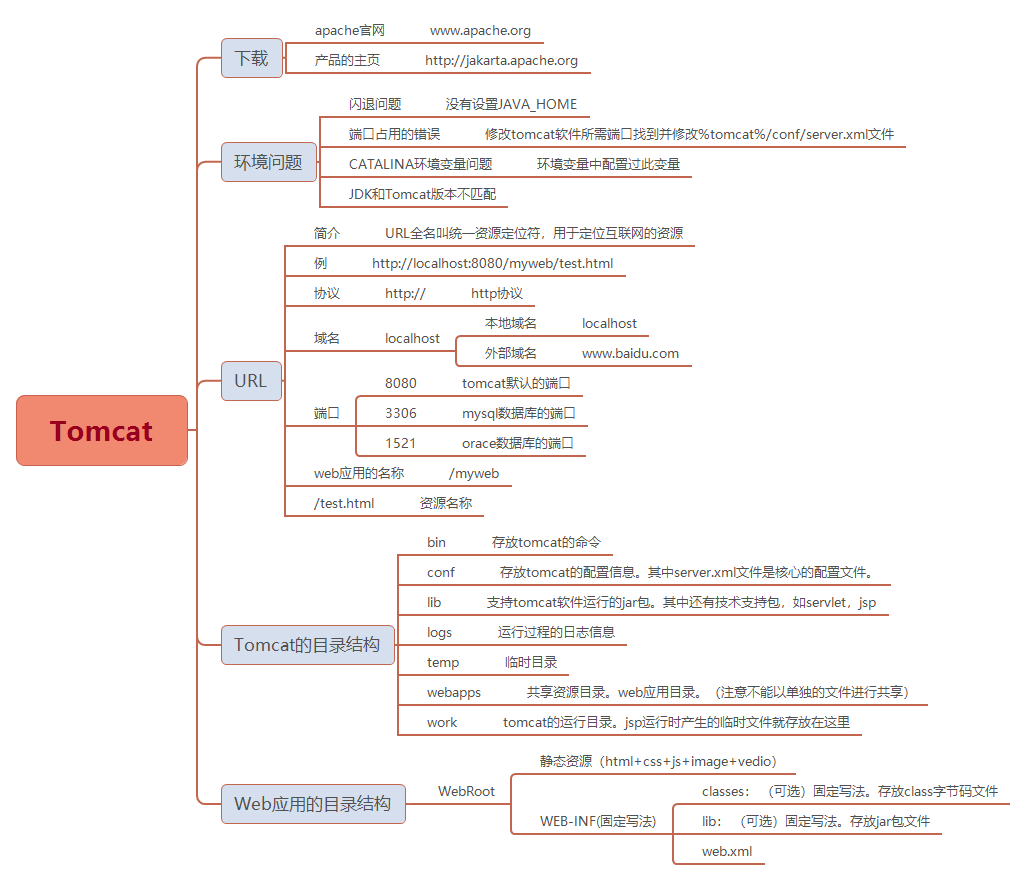 Tomcat
下载
apache官网 www.apache.org
产品的主页 http://jakarta.apache.org
环境问题
闪退问题 没有设置JAVA_HOME
端口占用的错误 修改tomcat软件所需端口找到并修改%tomcat%/conf/server.xml文件
CATALINA环境变量问题 环境变量中配置过此变量
JDK和Tomcat版本不匹配
URL
简介 URL全名叫统一资源定位符，用于定位互联网的资源
例 http://localhost:8080/myweb/test.html
协议 http:// http协议
域名 localhost
本地域名 localhost
外部域名 www.baidu.com
端口
8080 tomcat默认的端口
3306 mysql数据库的端口
1521 orace数据库的端口
web应用的名称 /myweb
/test.html 资源名称
Tomcat的目录结构
bin 存放tomcat的命令
conf 存放tomcat的配置信息。其中server.xml文件是核心的配置文件。
lib 支持tomcat软件运行的jar包。其中还有技术支持包，如servlet，jsp
logs 运行过程的日志信息
temp 临时目录
webapps 共享资源目录。web应用目录。（注意不能以单独的文件进行共享）
work tomcat的运行目录。jsp运行时产生的临时文件就存放在这里
Web应用的目录结构
WebRoot
静态资源（html+css+js+image+vedio）
WEB-INF(固定写法)
classes：（可选）固定写法。存放class字节码文件
lib：（可选）固定写法。存放jar包文件
web.xml